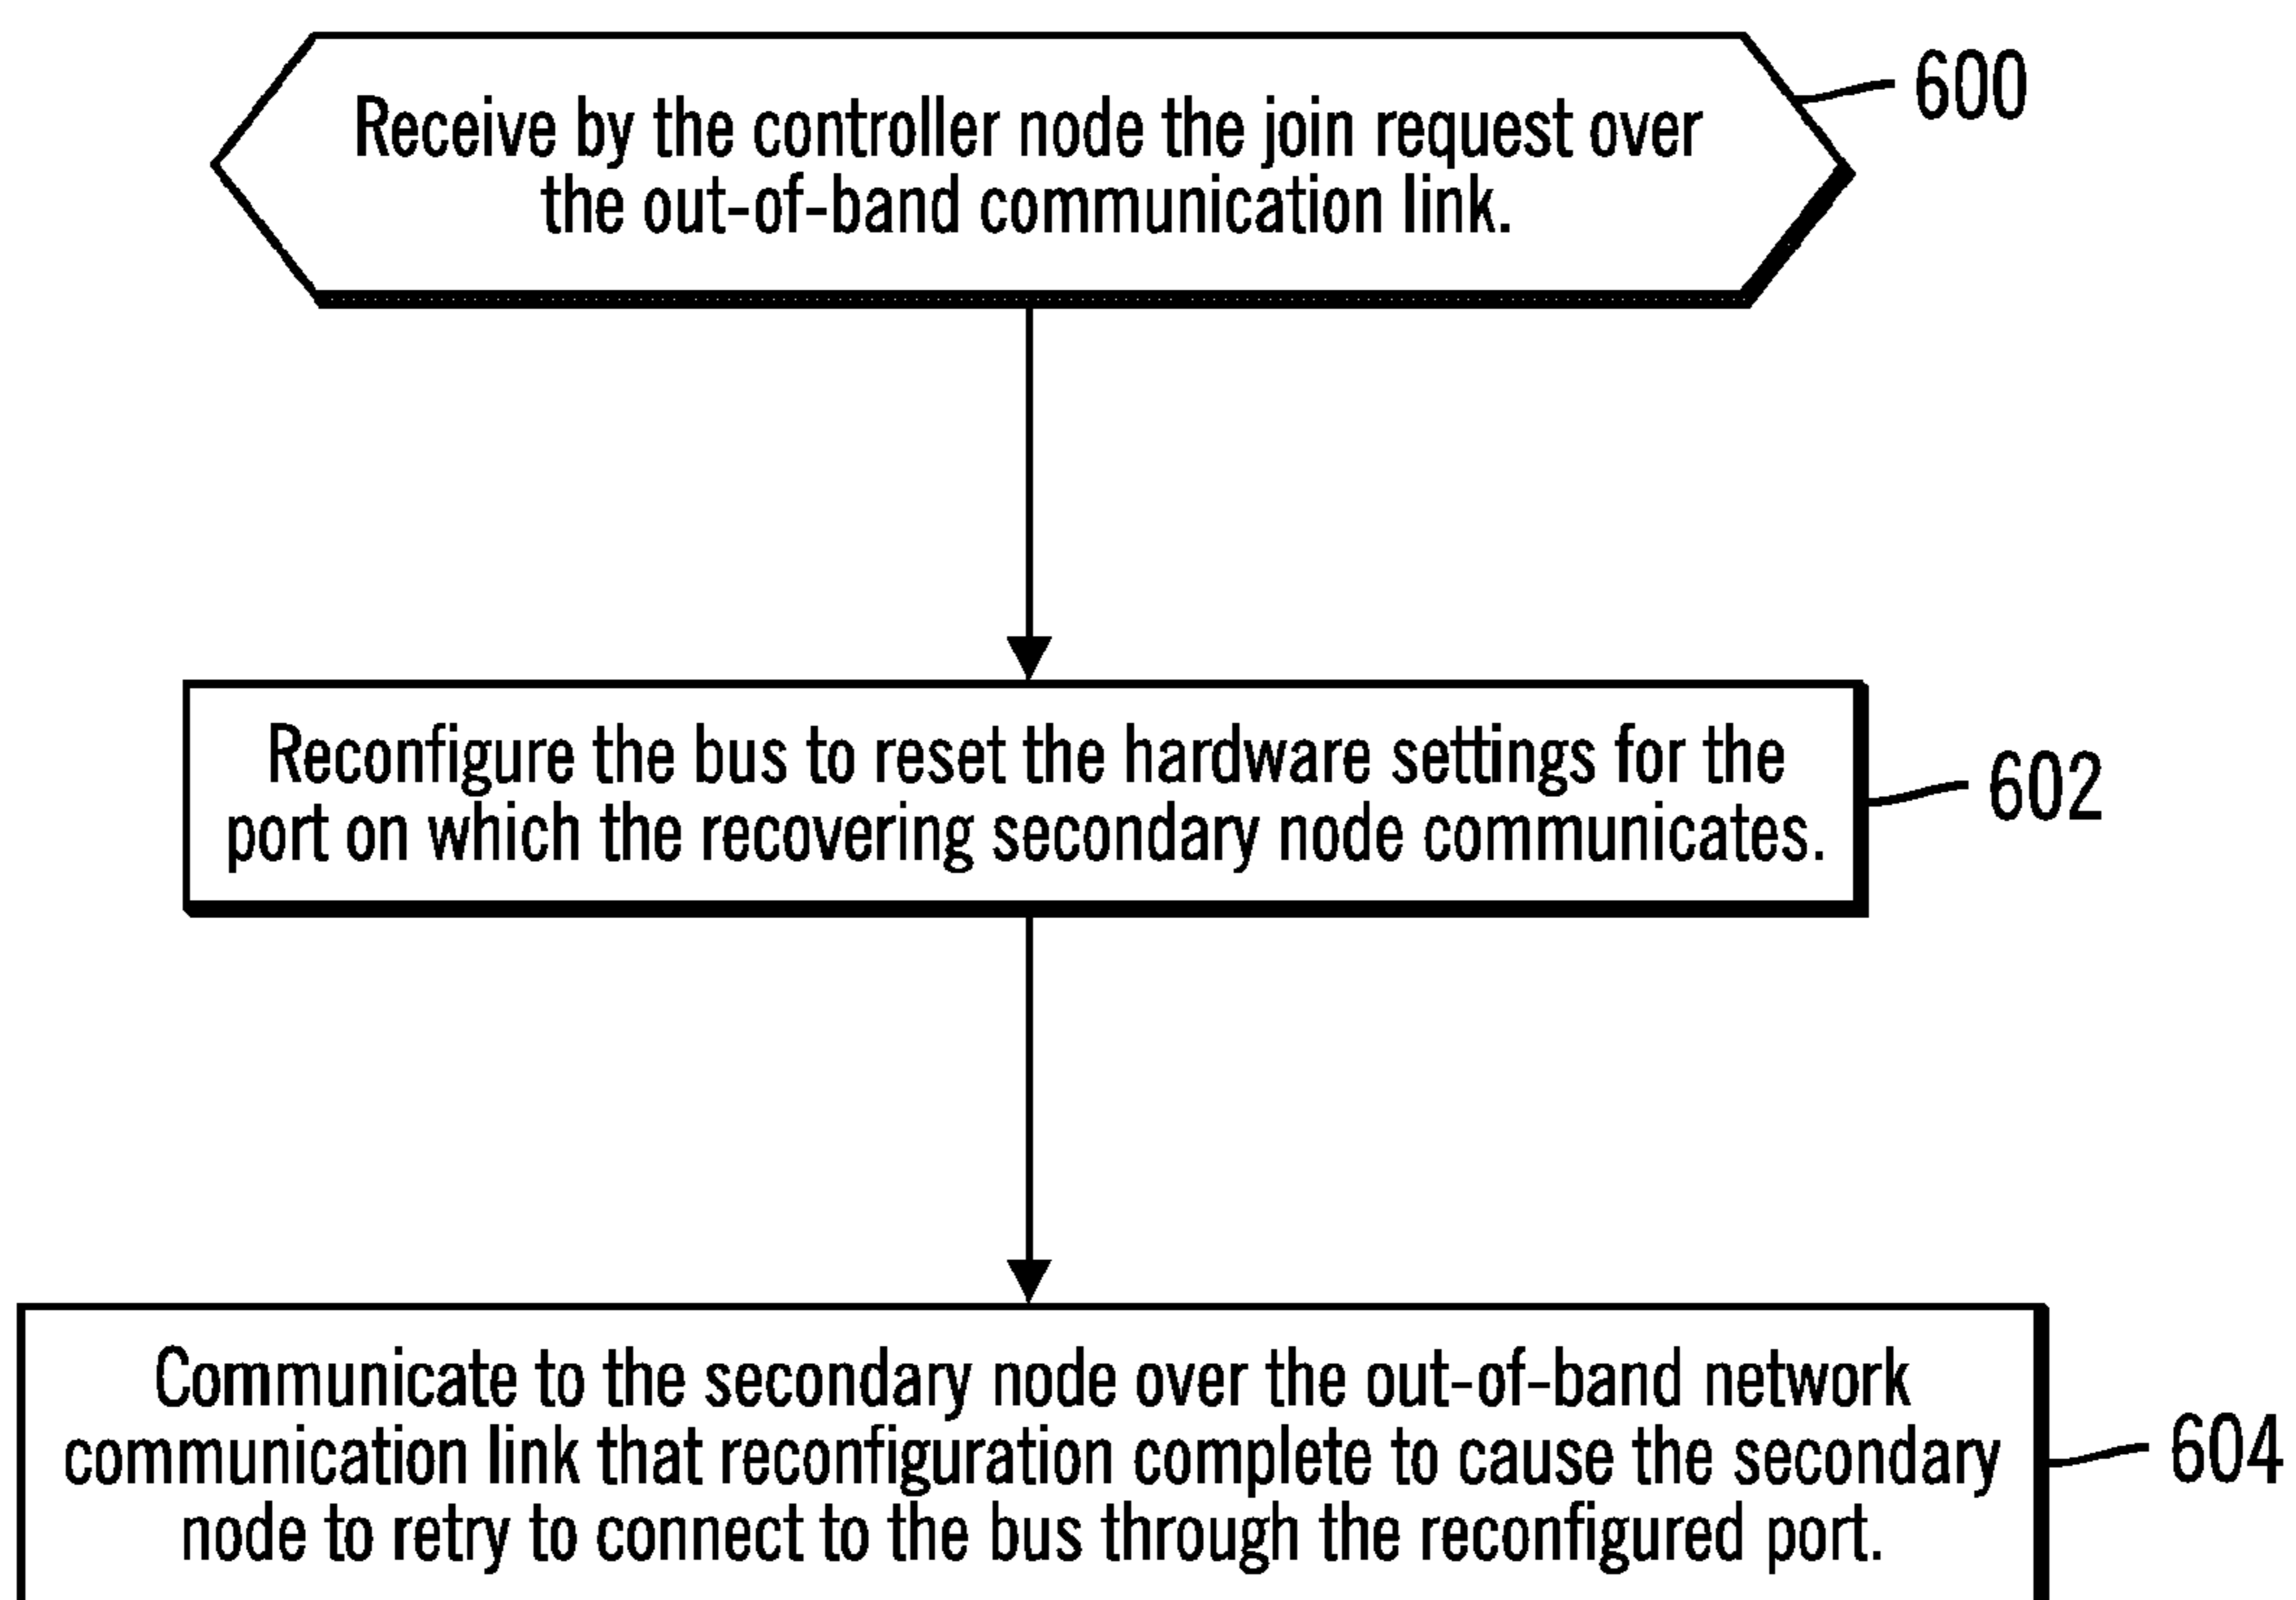 Receive by the controller node the join request over
the out-of-band communication link.
600
Reconfigure the bus to reset the hardware settings for the
port on which the recovering secondary node communicates.
602
Communicate to the secondary node over the out-of-band network
communication link that reconfiguration complete to cause the secondary
node to retry to connect to the bus through the reconfigured port.
604